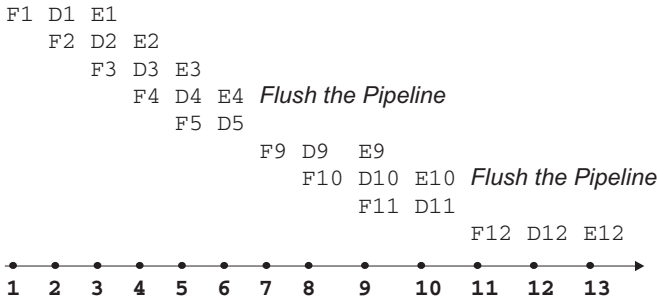 F1 D1 E1
F2 D2 E2
F3 D3 E3
F4 D4 E4 Flush the Pipeline
F5 D5
F9 D9 E9
F10 D10 E10 Flush the Pipeline
F11 D11
F12 D12 E12
1 2 3 4 5 6 7 8 9 10 11 12 13